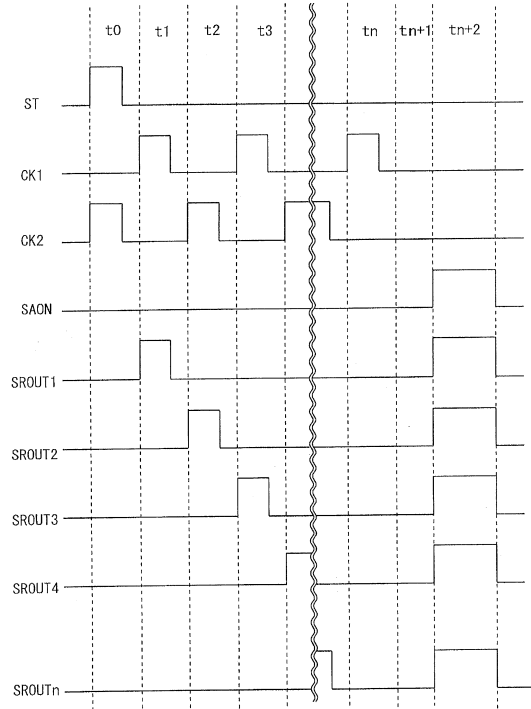 t0 t1 t2 t3 tn tn+1 tn+2
ST
CK1
CK2
SAON
SROUT1
SROUT2
SROUT3
SROUT4
SROUTn